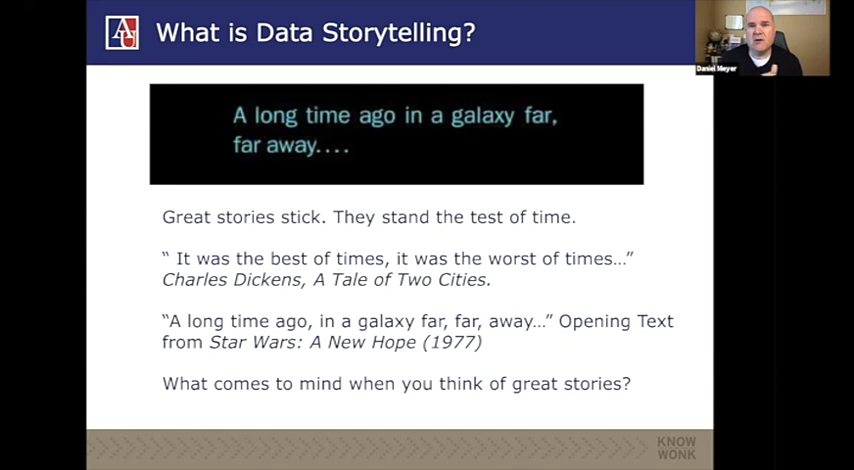 AU
What is Data Storytelling?
Daniel Meyer
A long time ago in a galaxy far,
far away....
Great stories stick. They stand the test of time.
“ It was the best of times, it was the worst of times…”
Charles Dickens, A Tale of Two Cities.
“A long time ago, in a galaxy far, far, away…” Opening Text
from Star Wars: A New Hope (1977)
What comes to mind when you think of great stories?
KNOW
WONK